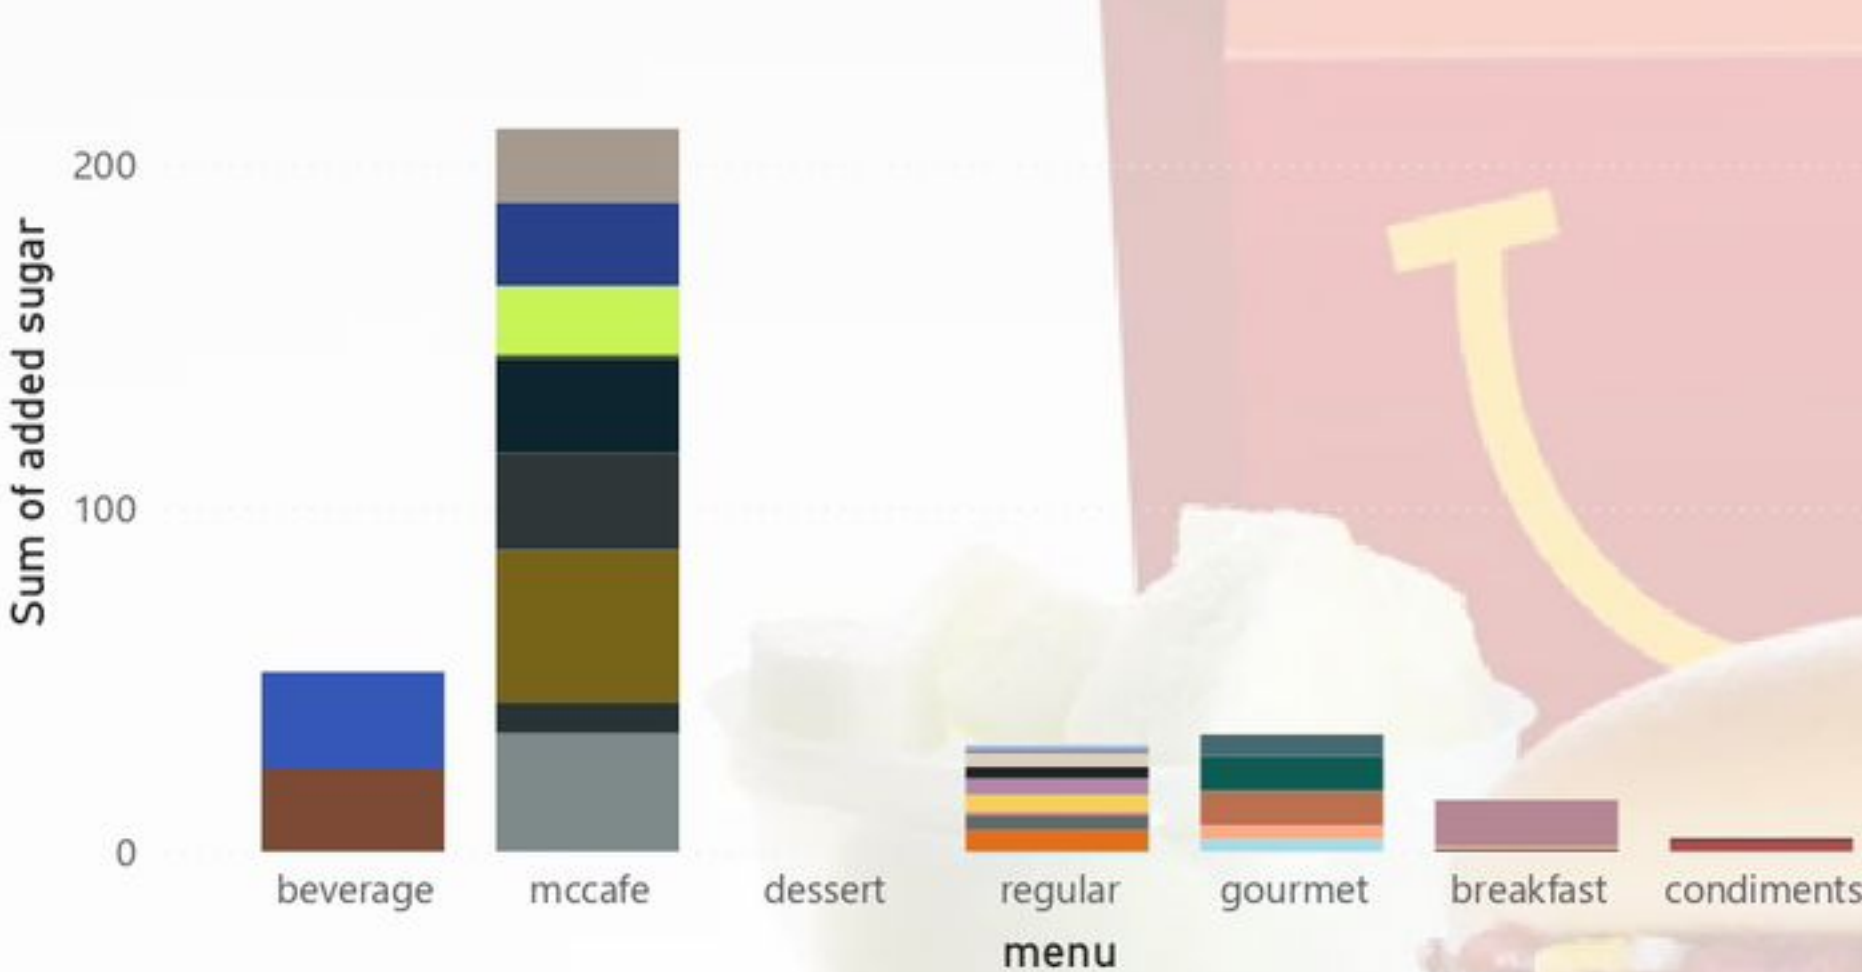 Sum of added sugar
200
100
0
beverage
mccafe
dessert
regular
gourmet
breakfast
condiments
menu